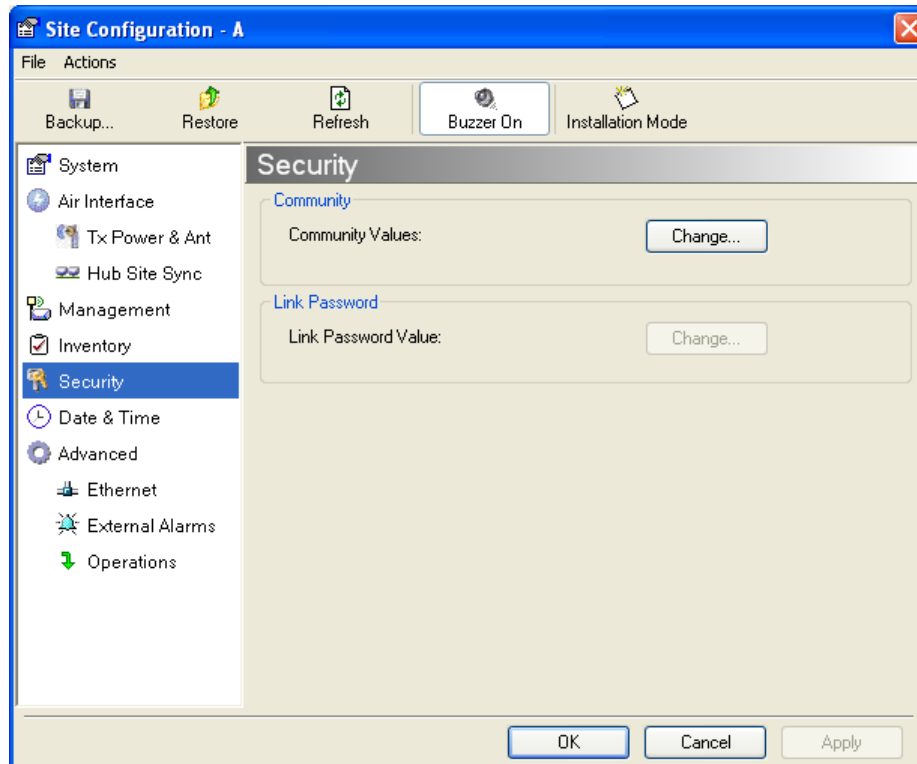 Site Configuration - A
File Actions
Backup... Restore Refresh Buzzer On Installation Mode
System
Air Interface
Tx Power & Ant
Hub Site Sync
Management
Inventory
Security
Date & Time
Advanced
Ethernet
External Alarms
Operations
Security
Community
Community Values: Change...
Link Password
Link Password Value: Change...
OK Cancel Apply